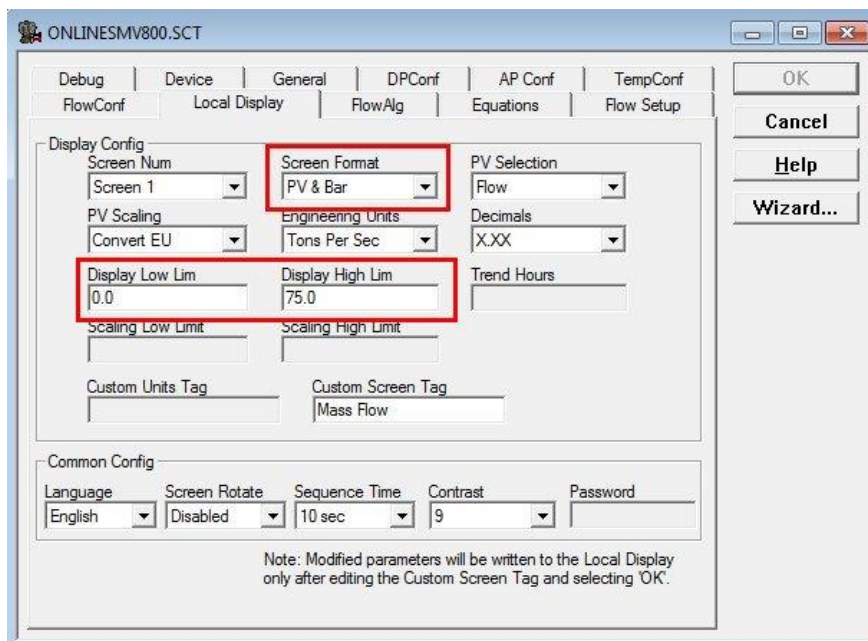 ONLINESMV800.SCT
Debug Device General DPConf AP Conf TempConf
FlowConf Local Display FlowAlg Equations Flow Setup
OK
Cancel
Help
Wizard...
Display Config
Screen Num Screen Format PV Selection
Screen 1 PV & Bar Flow
PV Scaling Engineering Units Decimals
Convert EU Tons Per Sec X.XX
Display Low Lim Display High Lim Trend Hours
0.0 75.0
Scaling Low Limit Scaling High Limit
Custom Units Tag Custom Screen Tag
Mass Flow
Common Config
Language Screen Rotate Sequence Time Contrast Password
English Disabled 10 sec 9
Note: Modified parameters will be written to the Local Display
only after editing the Custom Screen Tag and selecting 'OK'.